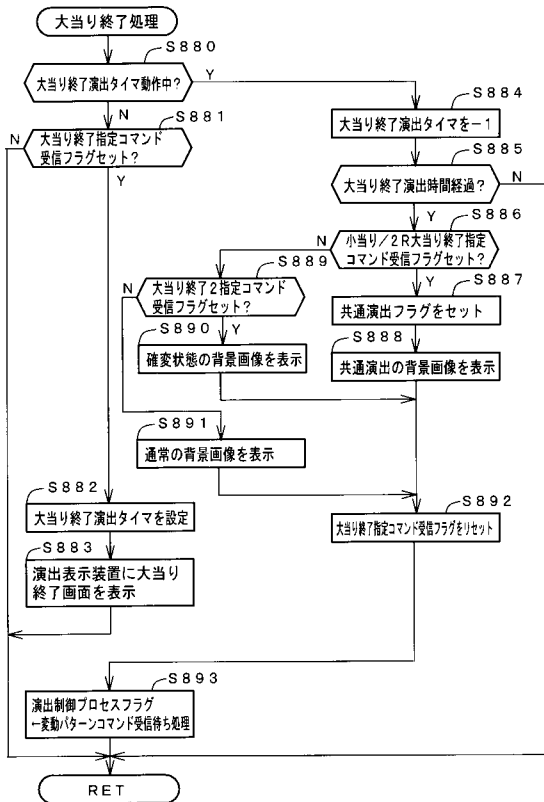 大当り終了処理
S880
大当り終了演出タイマ動作中?
Y
N
S881
N
大当り終了指定コマンド
受信フラグセット?
Y
S884
大当り終了演出タイマを-1
S885
大当り終了演出時間経過?
N
Y
S886
N
小当り/2R大当り終了指定
コマンド受信フラグセット?
Y
S889
N
大当り終了2指定コマンド
受信フラグセット?
Y
S887
共通演出フラグをセット
S890
確変状態の背景画像を表示
S888
共通演出の背景画像を表示
S891
通常の背景画像を表示
S882
大当り終了演出タイマを設定
S892
大当り終了指定コマンド受信フラグをリセット
S883
演出表示装置に大当り
終了画面を表示
S893
演出制御プロセスフラグ
←変動パターンコマンド受信待ち処理
RET